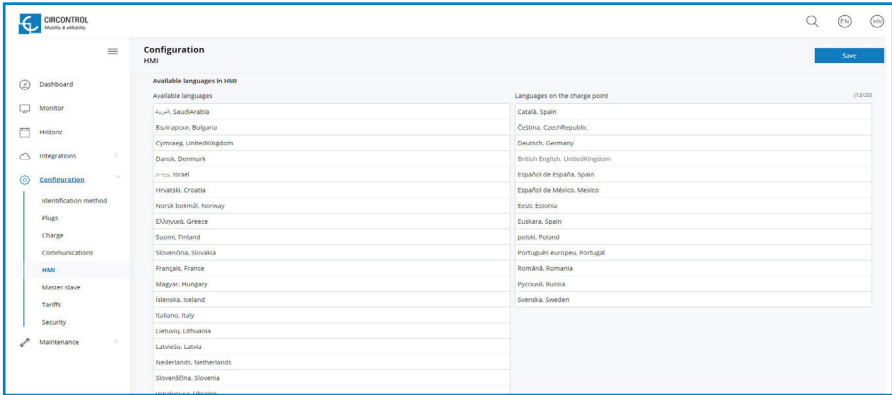 CIRCONTROL
Mobility & eMobility
EN
Info
Configuration
HMI
Save
Dashboard
Monitor
Historic
Integrations
Configuration
Identification method
Plugs
Charge
Communications
HMI
Master-slave
Tariffs
Security
Maintenance
Available languages in HMI
Available languages
العربية, SaudiArabia
Български, Bulgaria
Cymraeg, UnitedKingdom
Dansk, Denmark
עברית, Israel
Hrvatski, Croatia
Norsk bokmål, Norway
Ελληνικά, Greece
Suomi, Finland
Slovenčina, Slovakia
Français, France
Magyar, Hungary
Íslenska, Iceland
Italiano, Italy
Lietuvių, Lithuania
Latviešu, Latvia
Nederlands, Netherlands
Slovenščina, Slovenia
Languages on the charge point
(13/20)
Català, Spain
Čeština, CzechRepublic
Deutsch, Germany
British English, UnitedKingdom
Español de España, Spain
Español de México, Mexico
Eesti, Estonia
Euskara, Spain
polski, Poland
Português europeu, Portugal
Română, Romania
Русский, Russia
Svenska, Sweden